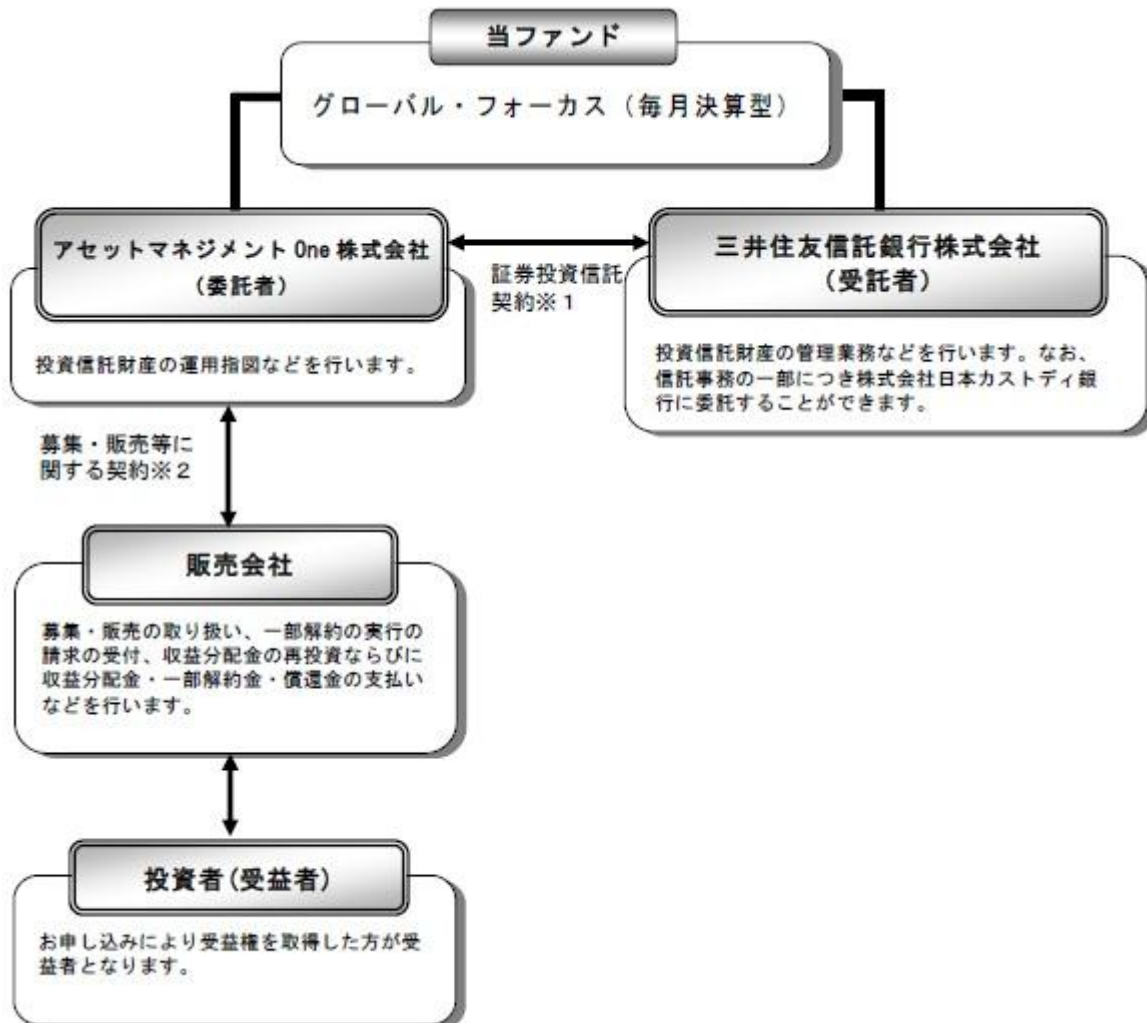 当ファンド
グローバル・フォーカス（毎月決算型）
アセットマネジメント One 株式会社
（委託者）
投資信託財産の運用指図などを行います。
証券投資信託
契約※１
三井住友信託銀行株式会社
（受託者）
投資信託財産の管理業務などを行います。なお、
信託事務の一部につき株式会社日本カストディ銀
行に委託することができます。
募集・販売等に
関する契約※２
販売会社
募集・販売の取り扱い、一部解約の実行の
請求の受付、収益分配金の再投資ならびに
収益分配金・一部解約金・償還金の支払い
などを行います。
投資者(受益者)
お申し込みにより受益権を取得した方が受
益者となります。